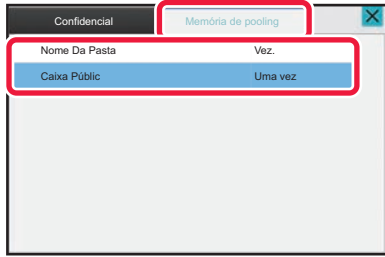 Confidencial Memória de pooling
Nome Da Pasta Vez.
Caixa Públic Uma vez